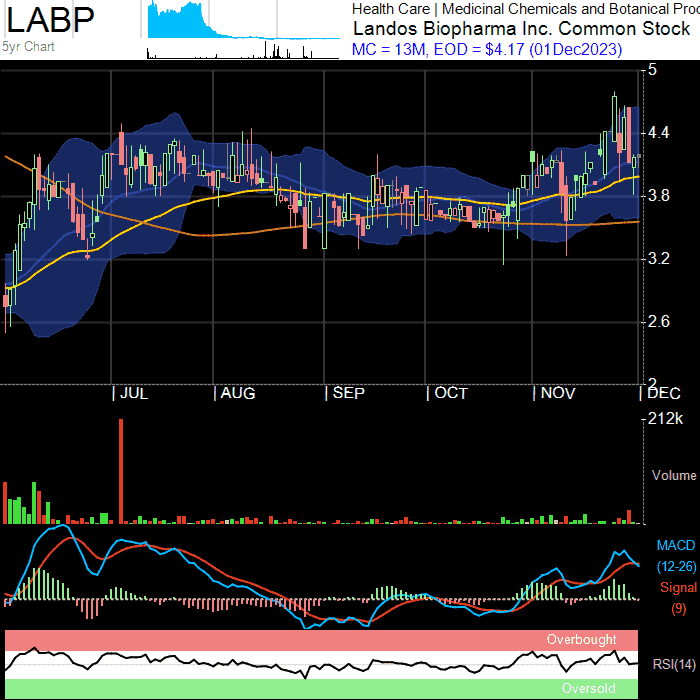 LABP
5yr Chart
Health Care | Medicinal Chemicals and Botanical Proc
Landos Biopharma Inc. Common Stock
MC = 13M, EOD = $4.17 (01Dec2023)
5
4.4
3.8
3.2
2.6
2
JUL AUG SEP OCT NOV DEC
212k
Volume
MACD
(12-26)
Signal
(9)
Overbought
RSI(14)
Oversold